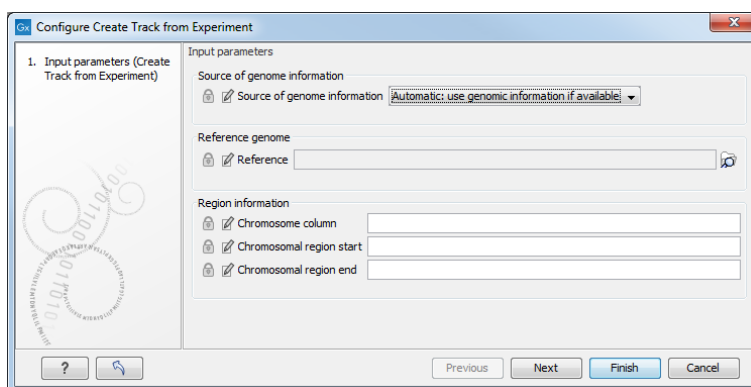 Gx Configure Create Track from Experiment
1. Input parameters (Create
Track from Experiment)
Input parameters
Source of genome information
Source of genome information Automatic: use genomic information if available
Reference genome
Reference
Region information
Chromosome column
Chromosomal region start
Chromosomal region end
? Previous Next Finish Cancel